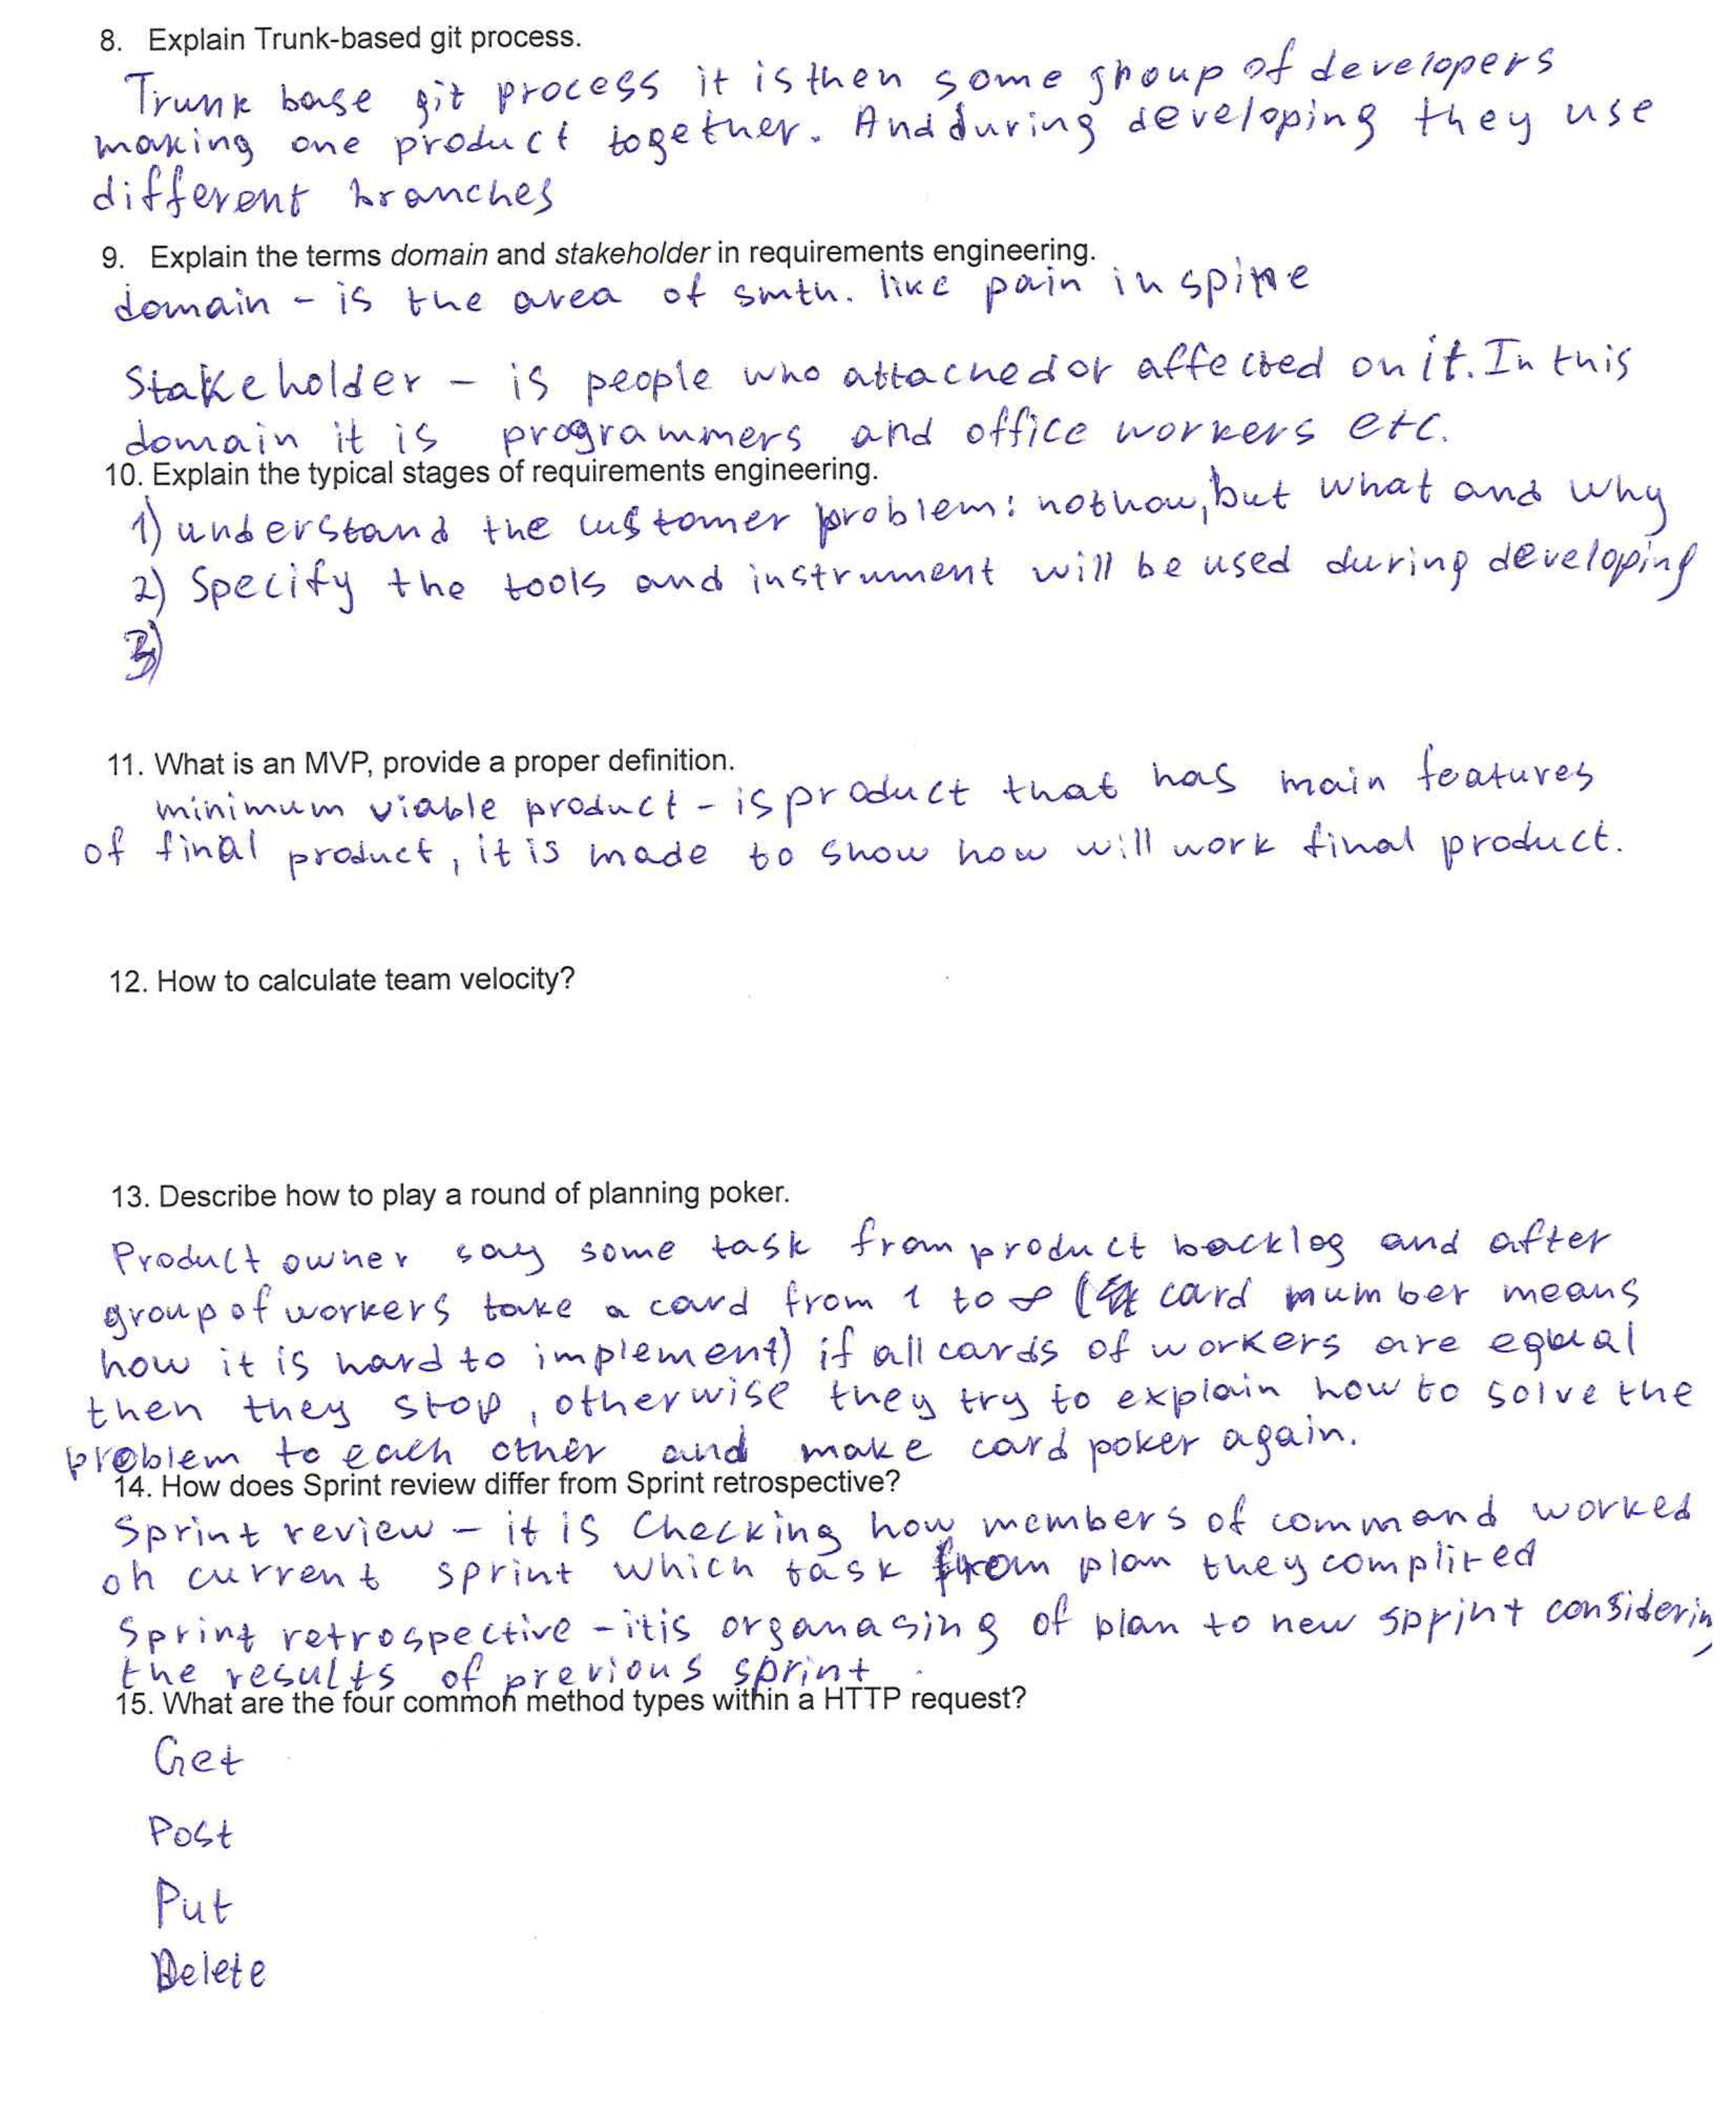 8. Explain Trunk-based git process.
Trunk base git process it is then some group of developers
making one product together. And during developing they use
different branches
9. Explain the terms domain and stakeholder in requirements engineering.
domain - is the area of smth. like pain in spine
Stakeholder - is people who attached or affected on it. In this
domain it is programmers and office workers etc.
10. Explain the typical stages of requirements engineering.
1) understand the customer problem: not how, but what and why
2) Specify the tools and instrument will be used during developing
3)
11. What is an MVP, provide a proper definition.
minimum viable product - is product that has main features
of final product, it is made to show how will work final product.
12. How to calculate team velocity?
13. Describe how to play a round of planning poker.
Product owner say some task from product backlog and after
group of workers take a card from 1 to ∞ ( card number means
how it is hard to implement) if all cards of workers are equal
then they stop, otherwise they try to explain how to solve the
problem to each other and make card poker again.
14. How does Sprint review differ from Sprint retrospective?
Sprint review - it is Checking how members of command worked
on current sprint which task from plan they complited
Sprint retrospective - it is organasing of plan to new sprint considering
the results of previous sprint.
15. What are the four common method types within a HTTP request?
Get
Post
Put
Delete